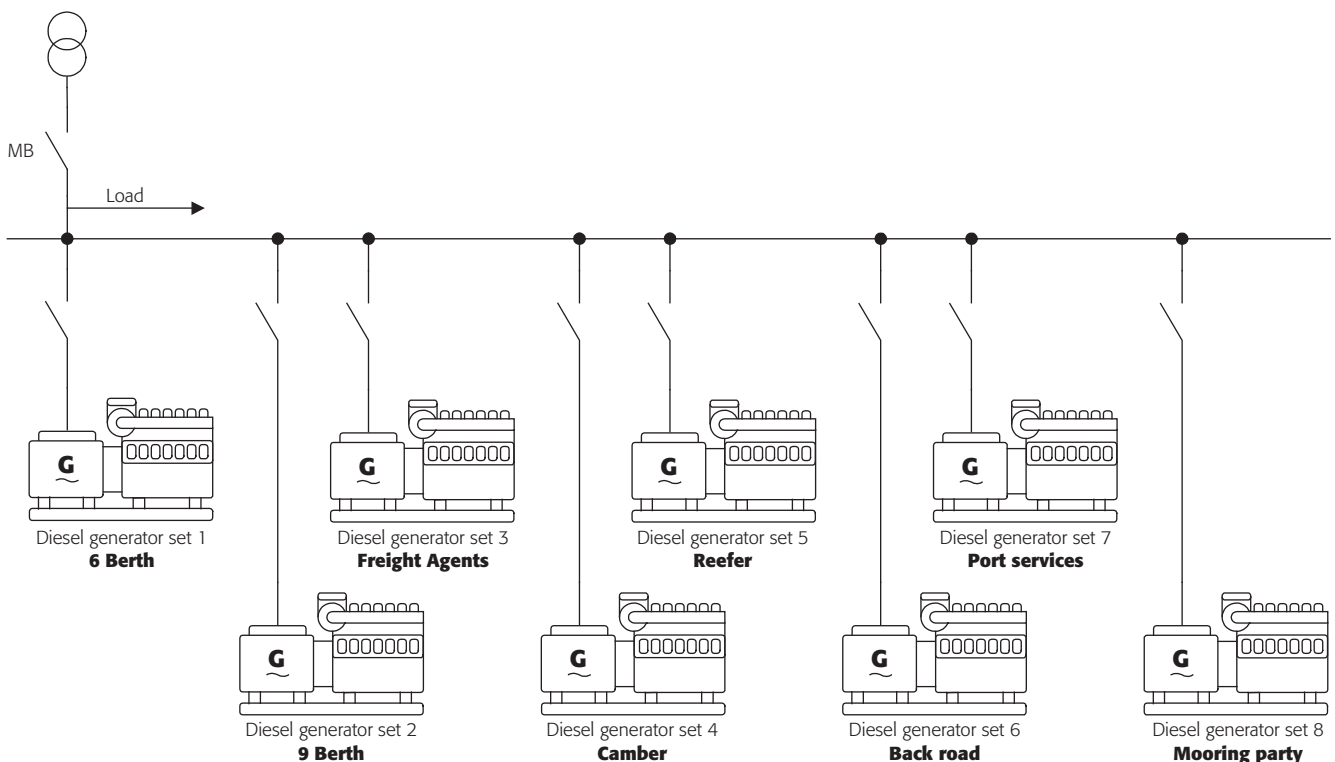 MB
Load
G
Diesel generator set 1
6 Berth
G
Diesel generator set 3
Freight Agents
G
Diesel generator set 5
Reefer
G
Diesel generator set 7
Port services
G
Diesel generator set 2
9 Berth
G
Diesel generator set 4
Camber
G
Diesel generator set 6
Back road
G
Diesel generator set 8
Mooring party